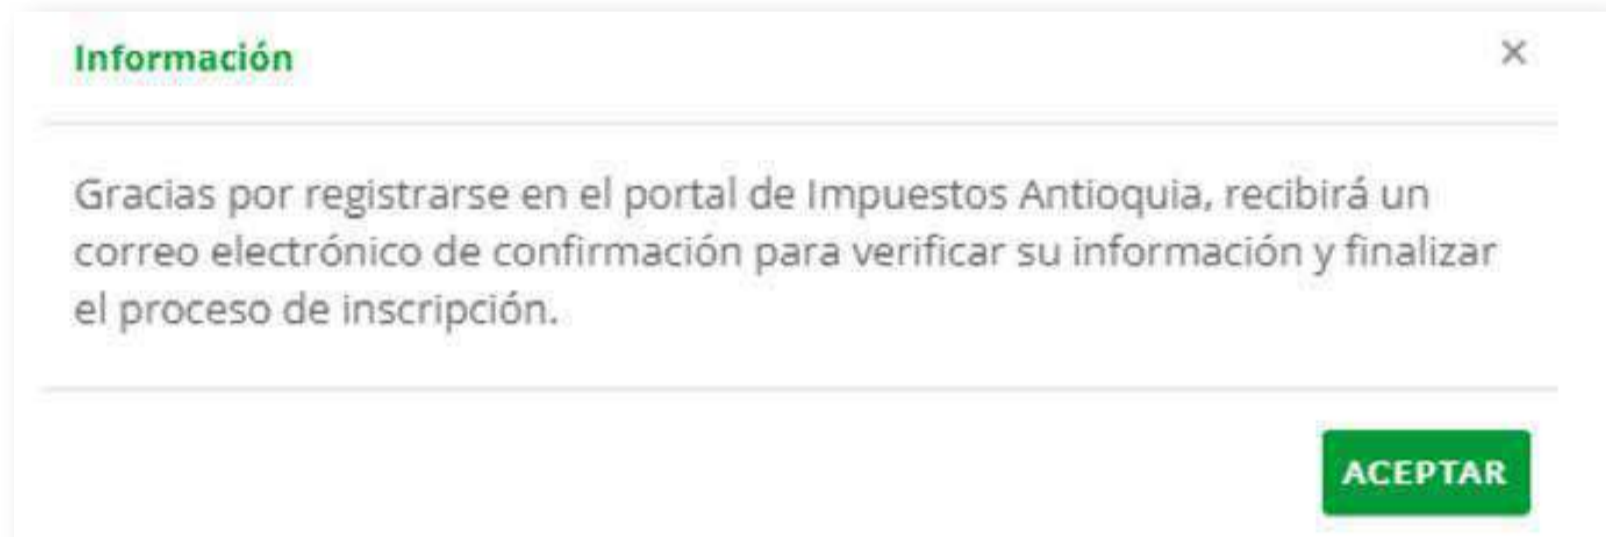 Información
Gracias por registrarse en el portal de Impuestos Antioquia, recibirá un
correo electrónico de confirmación para verificar su información y finalizar
el proceso de inscripción.
ACEPTAR